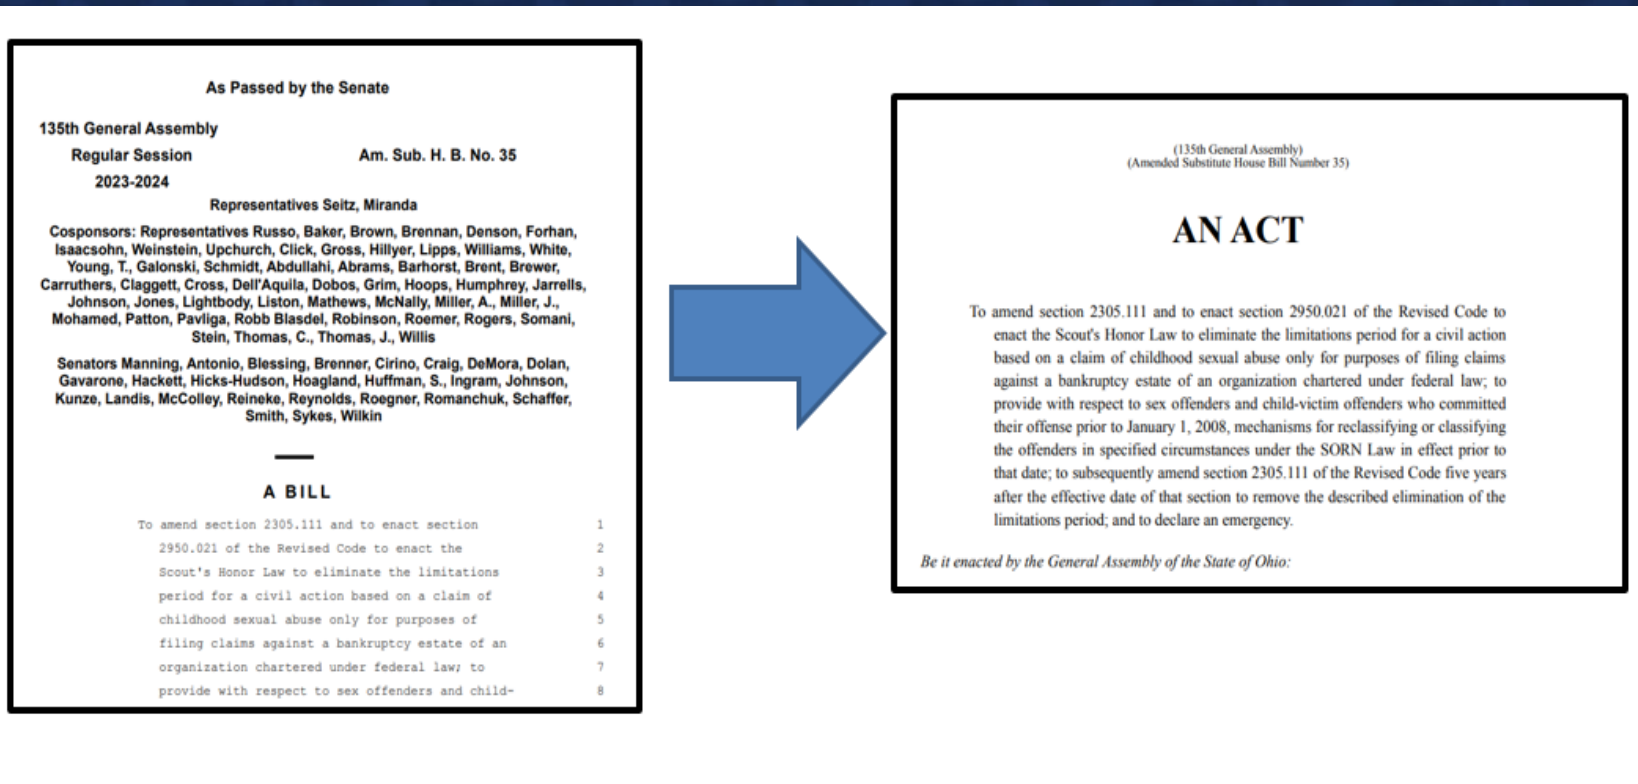 As Passed by the Senate
135th General Assembly
Regular Session Am. Sub. H. B. No. 35
2023-2024
Representatives Seitz, Miranda
Cosponsors: Representatives Russo, Baker, Brown, Brennan, Denson, Forhan,
Isaacsohn, Weinstein, Upchurch, Click, Gross, Hillyer, Lipps, Williams, White,
Young, T., Galonski, Schmidt, Abdullahi, Abrams, Barhorst, Brent, Brewer,
Carruthers, Claggett, Cross, Dell'Aquila, Dobos, Grim, Hoops, Humphrey, Jarrells,
Johnson, Jones, Lightbody, Liston, Mathews, McNally, Miller, A., Miller, J.,
Mohamed, Patton, Pavliga, Robb Blasdel, Robinson, Roemer, Rogers, Somani,
Stein, Thomas, C., Thomas, J., Willis
Senators Manning, Antonio, Blessing, Brenner, Cirino, Craig, DeMora, Dolan,
Gavarone, Hackett, Hicks-Hudson, Hoagland, Huffman, S., Ingram, Johnson,
Kunze, Landis, McColley, Reineke, Reynolds, Roegner, Romanchuk, Schaffer,
Smith, Sykes, Wilkin
A BILL
To amend section 2305.111 and to enact section 1
2950.021 of the Revised Code to enact the 2
Scout's Honor Law to eliminate the limitations 3
period for a civil action based on a claim of 4
childhood sexual abuse only for purposes of 5
filing claims against a bankruptcy estate of an 6
organization chartered under federal law; to 7
provide with respect to sex offenders and child- 8
(135th General Assembly)
(Amended Substitute House Bill Number 35)
AN ACT
To amend section 2305.111 and to enact section 2950.021 of the Revised Code to
enact the Scout's Honor Law to eliminate the limitations period for a civil action
based on a claim of childhood sexual abuse only for purposes of filing claims
against a bankruptcy estate of an organization chartered under federal law; to
provide with respect to sex offenders and child-victim offenders who committed
their offense prior to January 1, 2008, mechanisms for reclassifying or classifying
the offenders in specified circumstances under the SORN Law in effect prior to
that date; to subsequently amend section 2305.111 of the Revised Code five years
after the effective date of that section to remove the described elimination of the
limitations period; and to declare an emergency.
Be it enacted by the General Assembly of the State of Ohio: